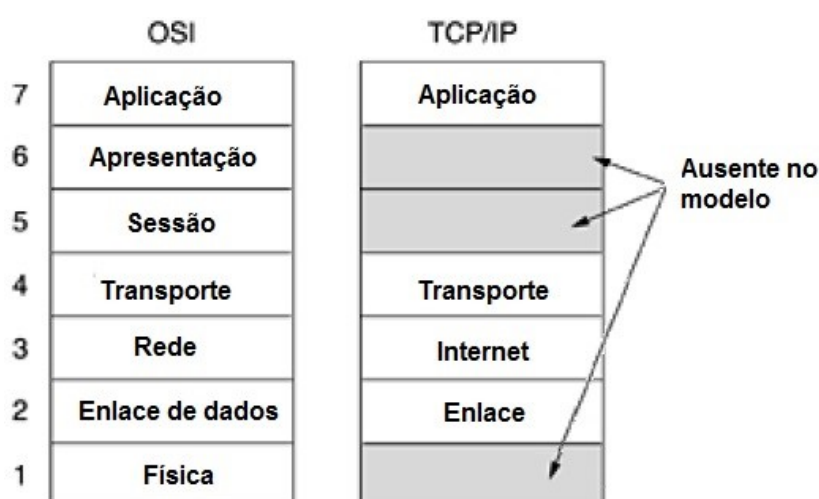 OSI TCP/IP
7 Aplicação Aplicação
6 Apresentação
Ausente no
modelo
5 Sessão
4 Transporte Transporte
3 Rede Internet
2 Enlace de dados Enlace
1 Física